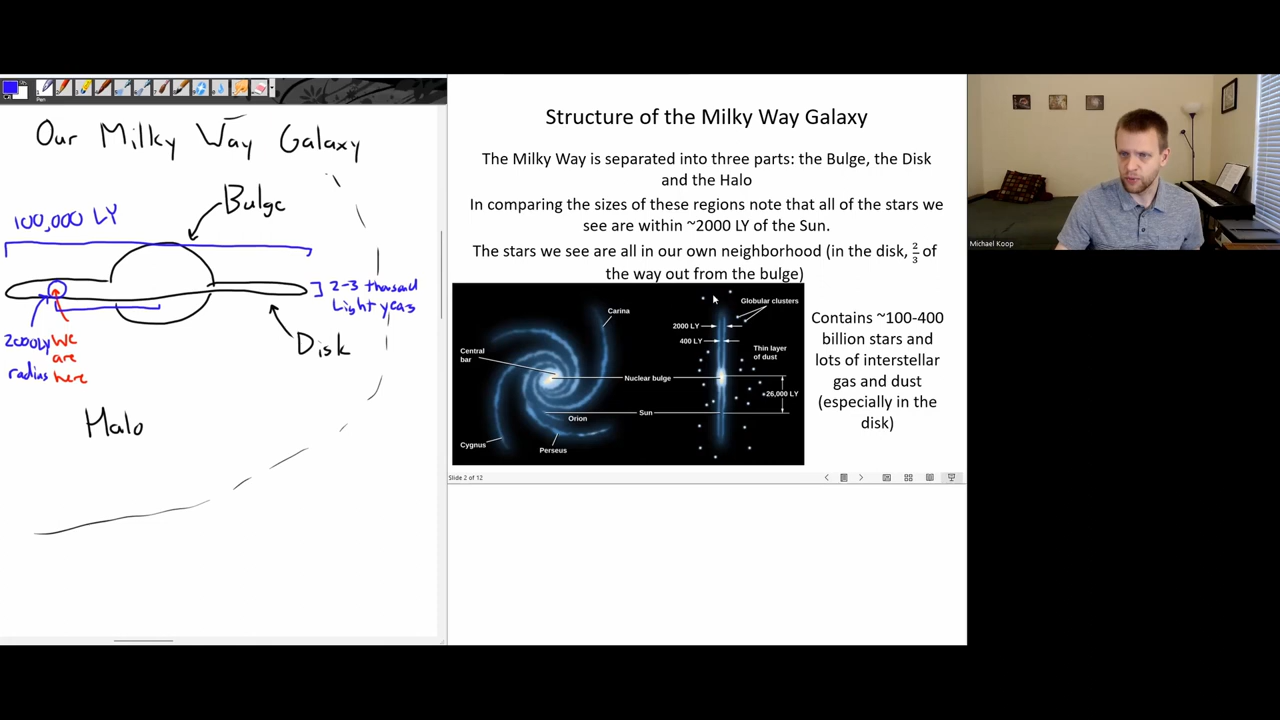 Pen
Our Milky Way Galaxy
Bulge
100,000 LY
2-3 thousand
Light years
Disk
2000LY
radius
We
are
here
Halo
Structure of the Milky Way Galaxy
The Milky Way is separated into three parts: the Bulge, the Disk
and the Halo
In comparing the sizes of these regions note that all of the stars we
see are within ~2000 LY of the Sun.
The stars we see are all in our own neighborhood (in the disk, 2/3 of
the way out from the bulge)
Carina
Central
bar
Nuclear bulge
Sun
Orion
Cygnus
Perseus
Globular clusters
2000 LY
400 LY
Thin layer
of dust
26,000 LY
Contains ~100-400
billion stars and
lots of interstellar
gas and dust
(especially in the
disk)
Slide 2 of 12
Michael Koop